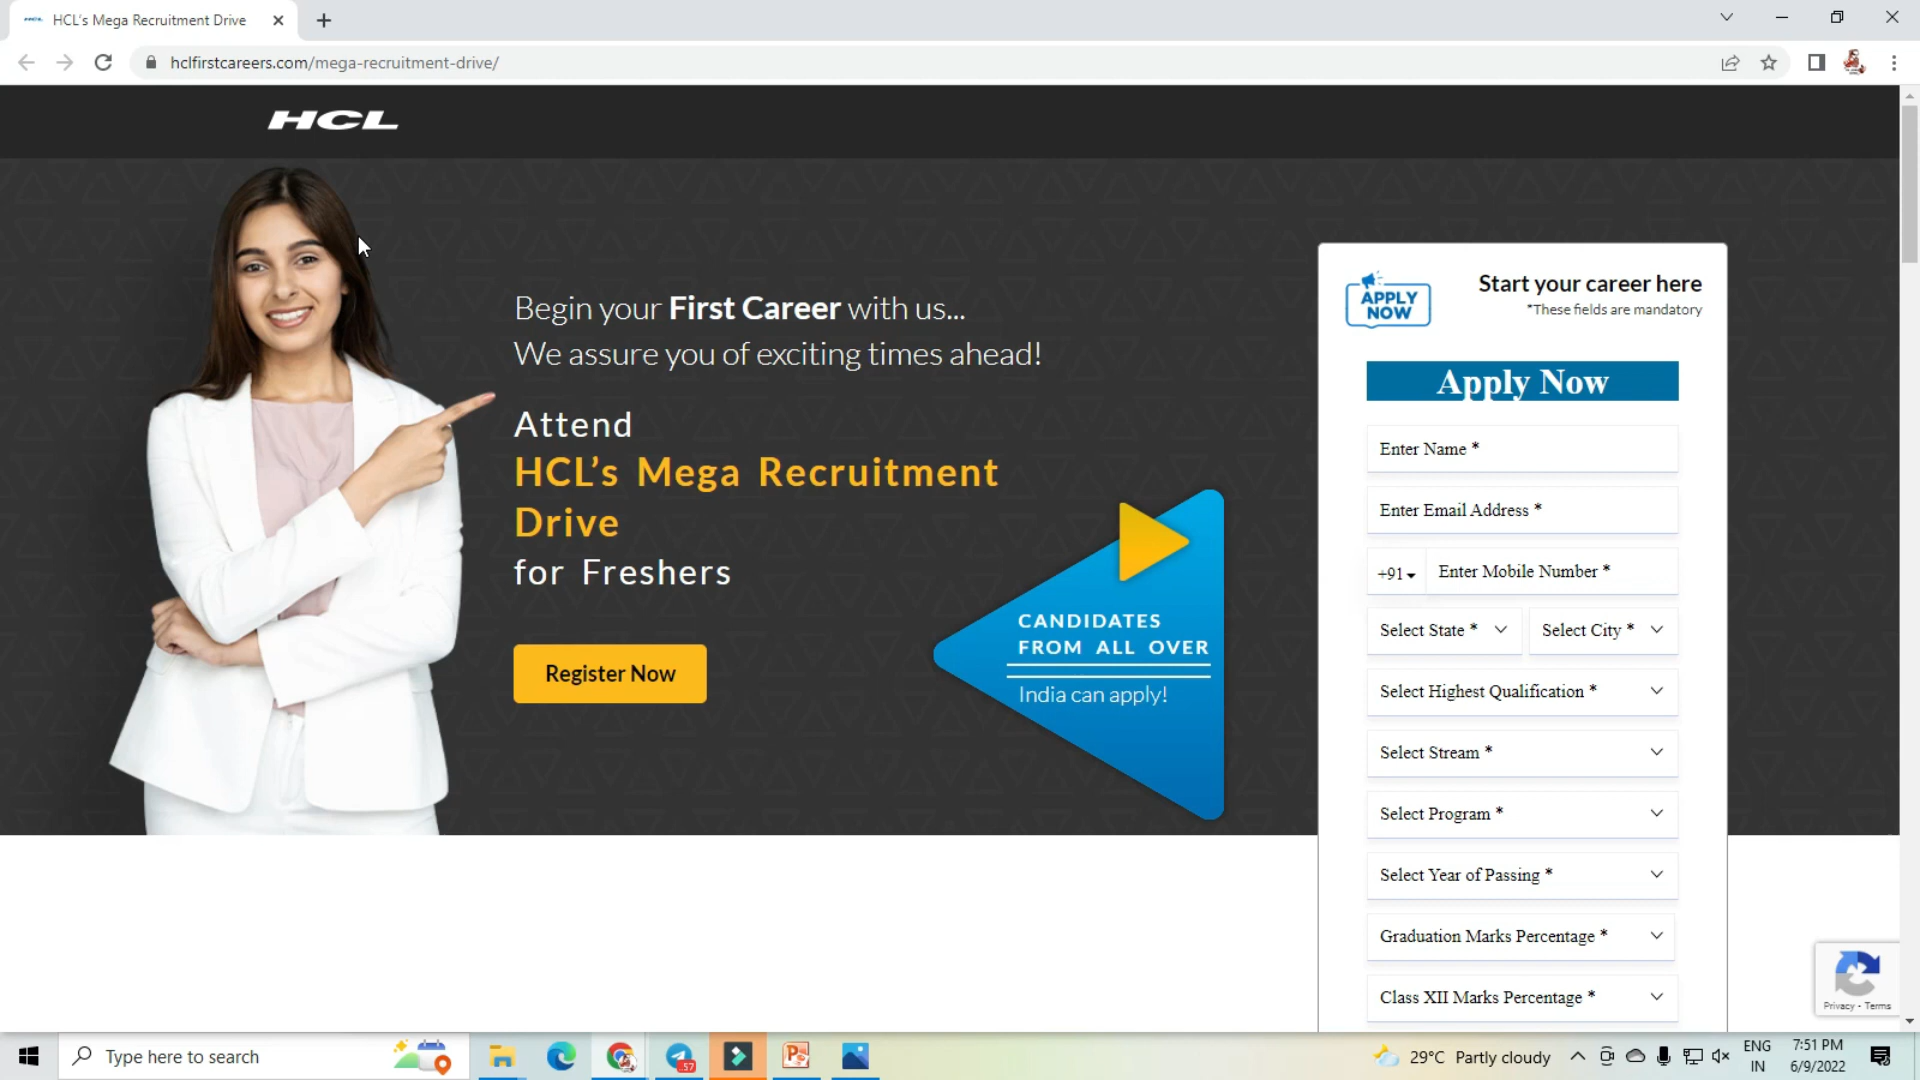 HCL's Mega Recruitment Drive
hclfirstcareers.com/mega-recruitment-drive/
HCL
Begin your First Career with us...
We assure you of exciting times ahead!
Attend
HCL's Mega Recruitment
Drive
for Freshers
Register Now
CANDIDATES
FROM ALL OVER
India can apply!
APPLY
NOW
Start your career here
*These fields are mandatory
Apply Now
Enter Name *
Enter Email Address *
+91 Enter Mobile Number *
Select State * Select City *
Select Highest Qualification *
Select Stream *
Select Program *
Select Year of Passing *
Graduation Marks Percentage *
Class XII Marks Percentage *
Privacy - Terms
Type here to search
57
29°C Partly cloudy
ENG
IN
7:51 PM
6/9/2022